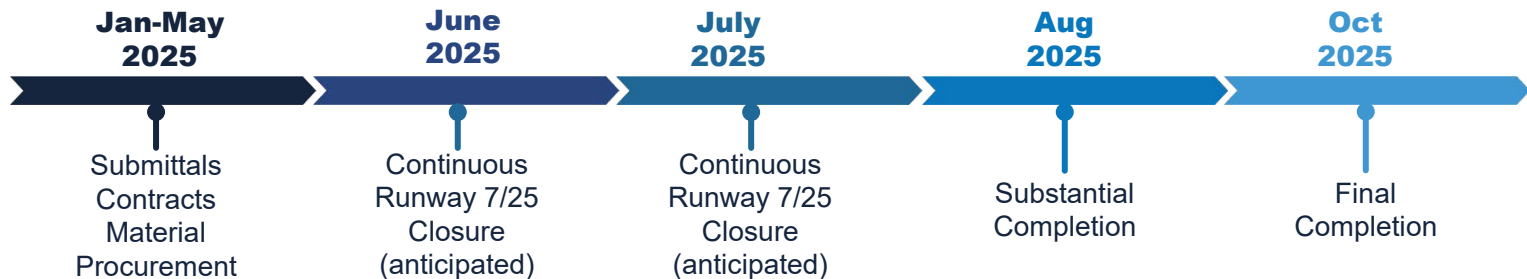 Jan-May
2025
June
2025
July
2025
Aug
2025
Oct
2025
Submittals
Contracts
Material
Procurement
Continuous
Runway 7/25
Closure
(anticipated)
Continuous
Runway 7/25
Closure
(anticipated)
Substantial
Completion
Final
Completion